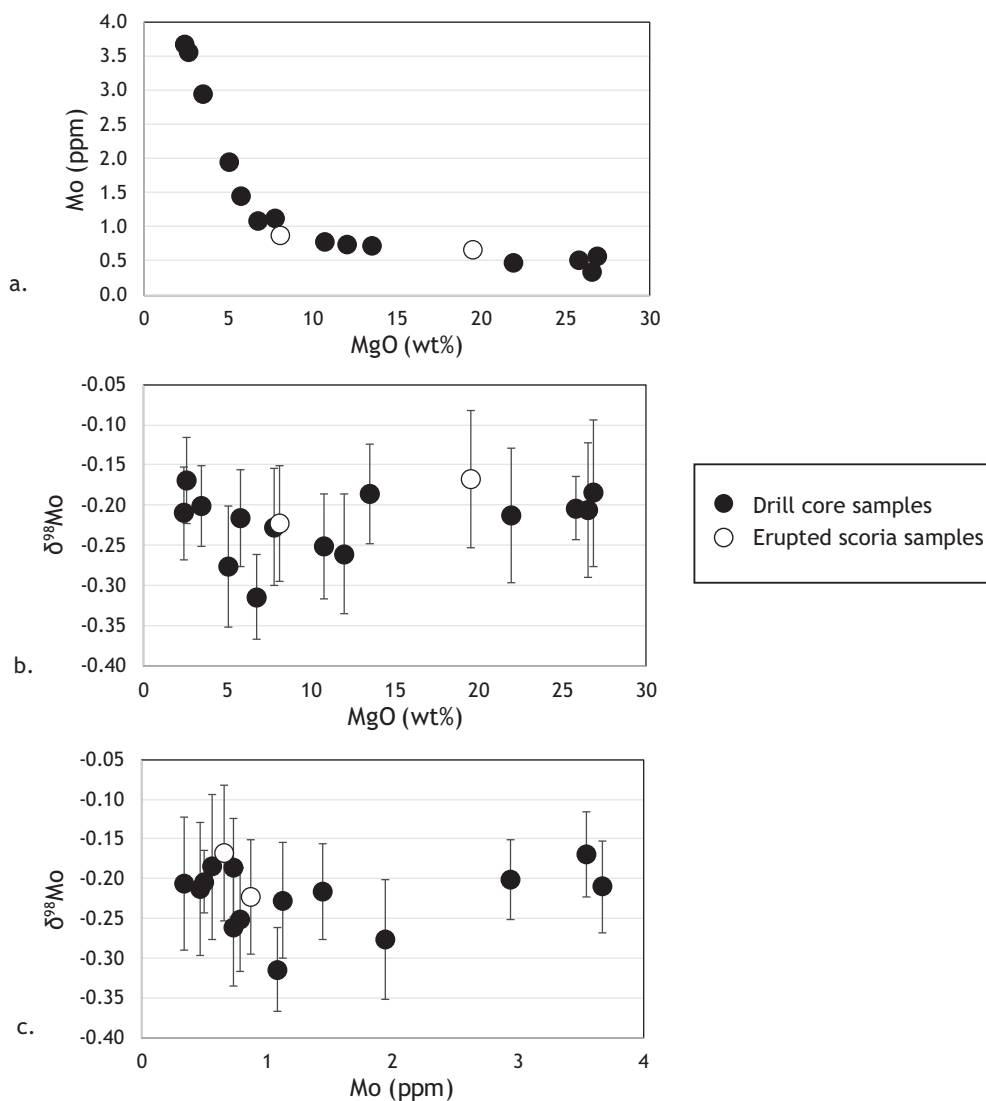 4.0
3.5
3.0
2.5
2.0
1.5
1.0
0.5
0.0
Mo (ppm)
a.
0 5 10 15 20 25 30
MgO (wt%)
-0.05
-0.10
-0.15
-0.20
-0.25
-0.30
-0.35
-0.40
δ⁹⁸Mo
b.
0 5 10 15 20 25 30
MgO (wt%)
Drill core samples
Erupted scoria samples
-0.05
-0.10
-0.15
-0.20
-0.25
-0.30
-0.35
-0.40
δ⁹⁸Mo
c.
0 1 2 3 4
Mo (ppm)